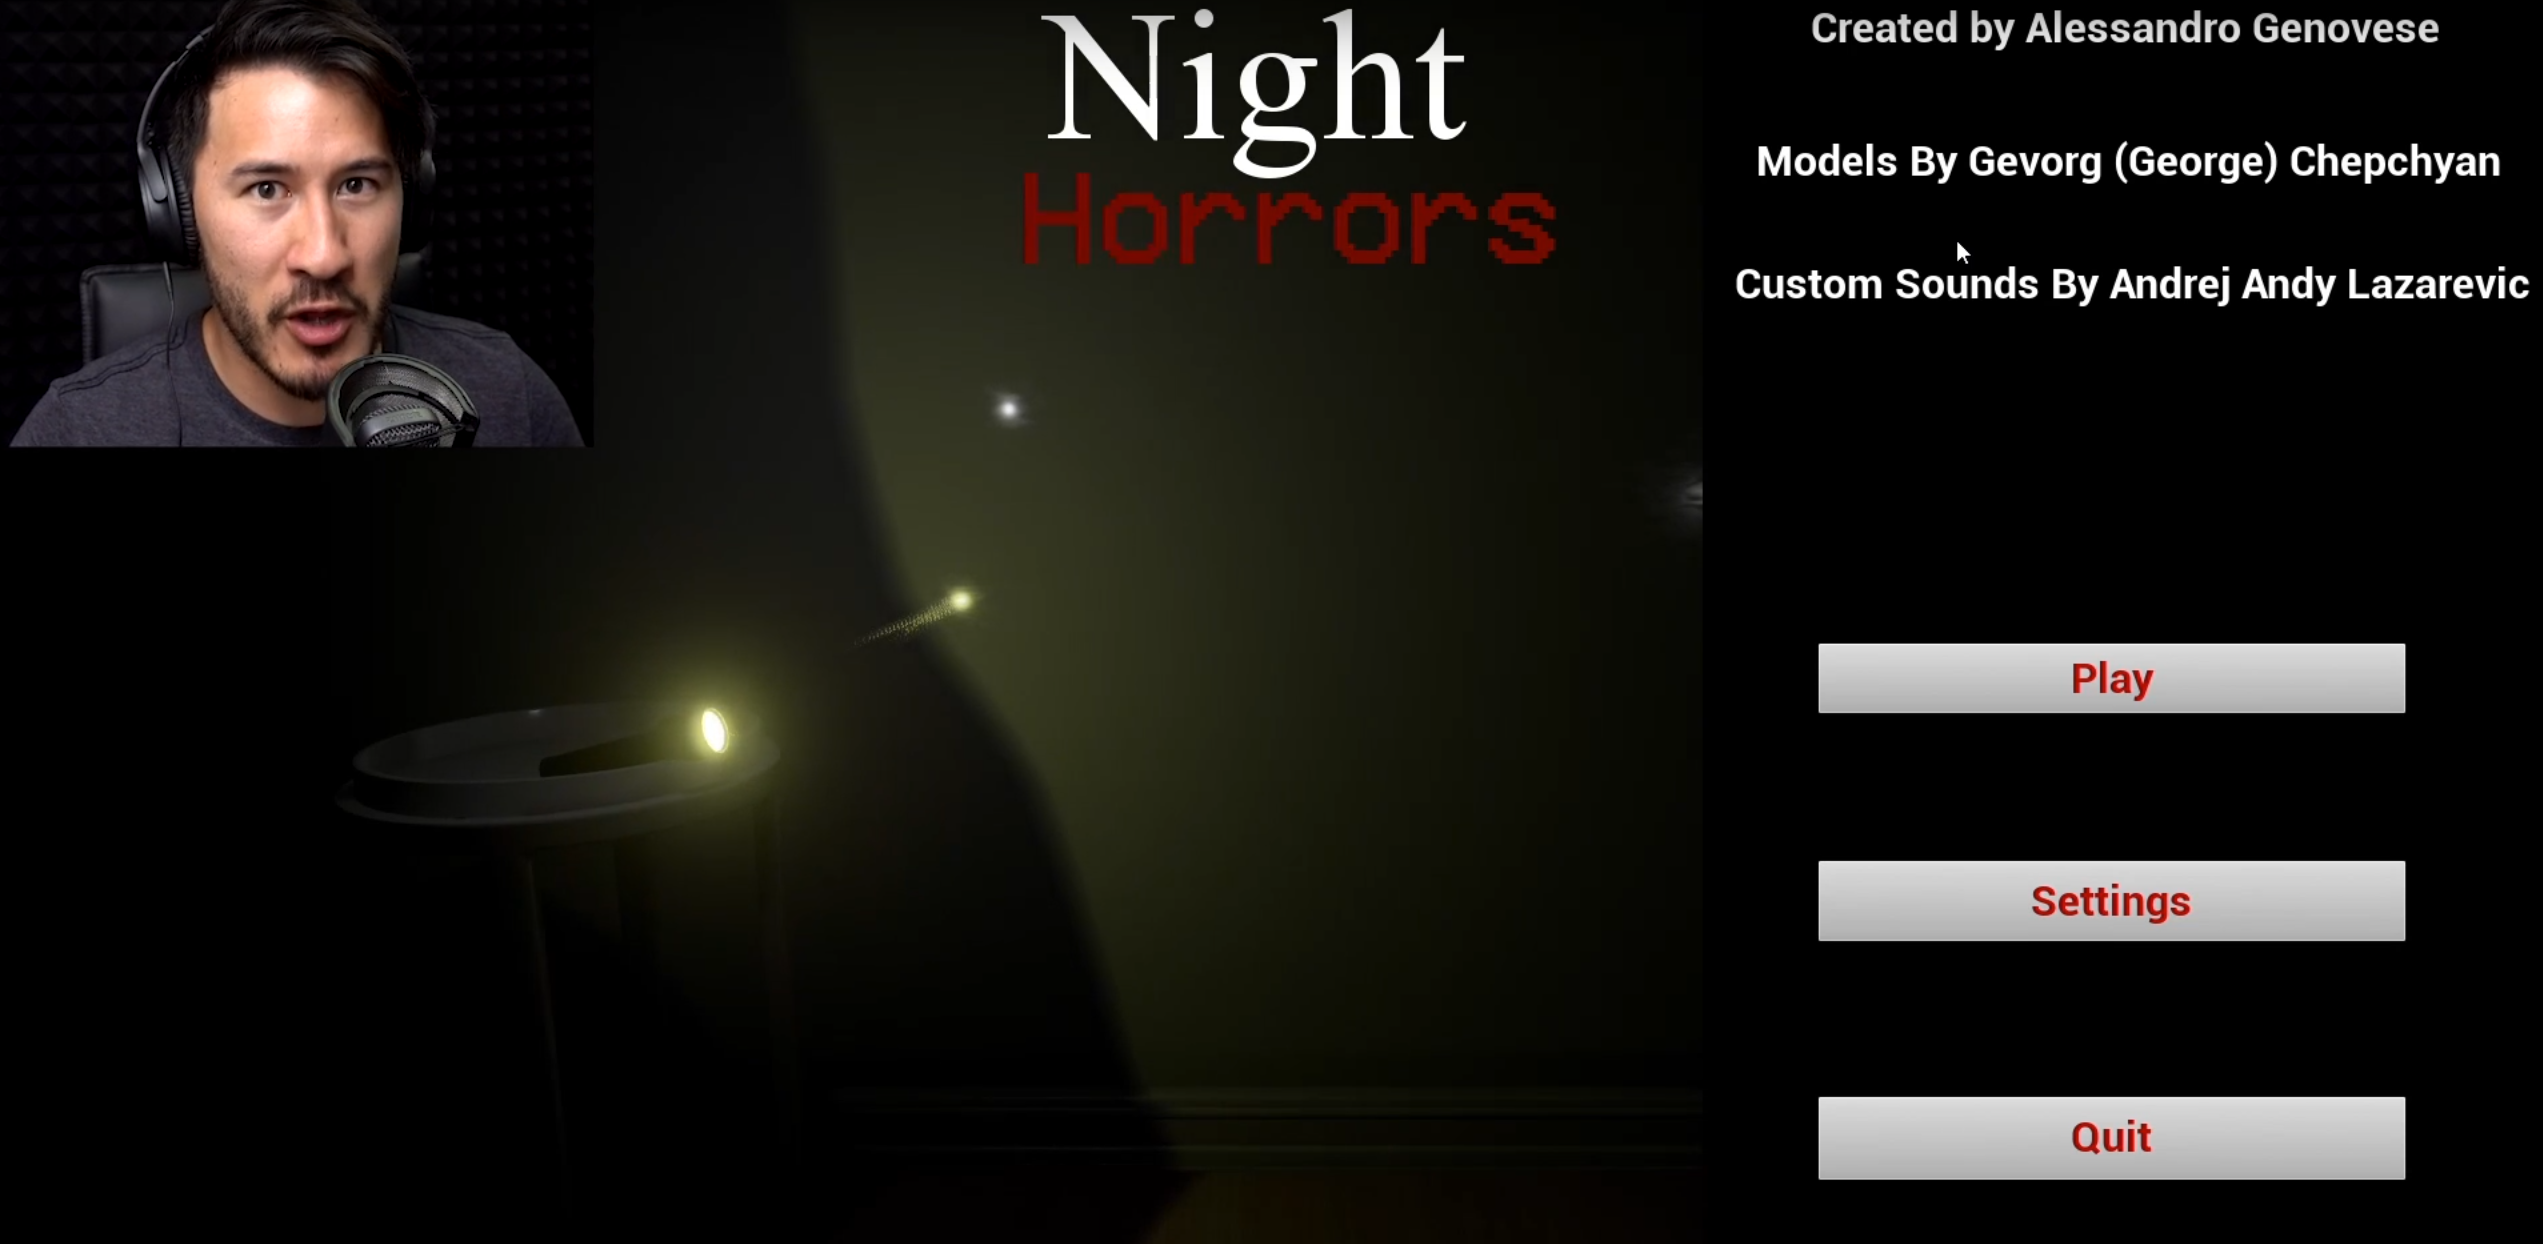 Night
Horrors
Created by Alessandro Genovese
Models By Gevorg (George) Chepchyan
Custom Sounds By Andrej Andy Lazarevic
Play
Settings
Quit